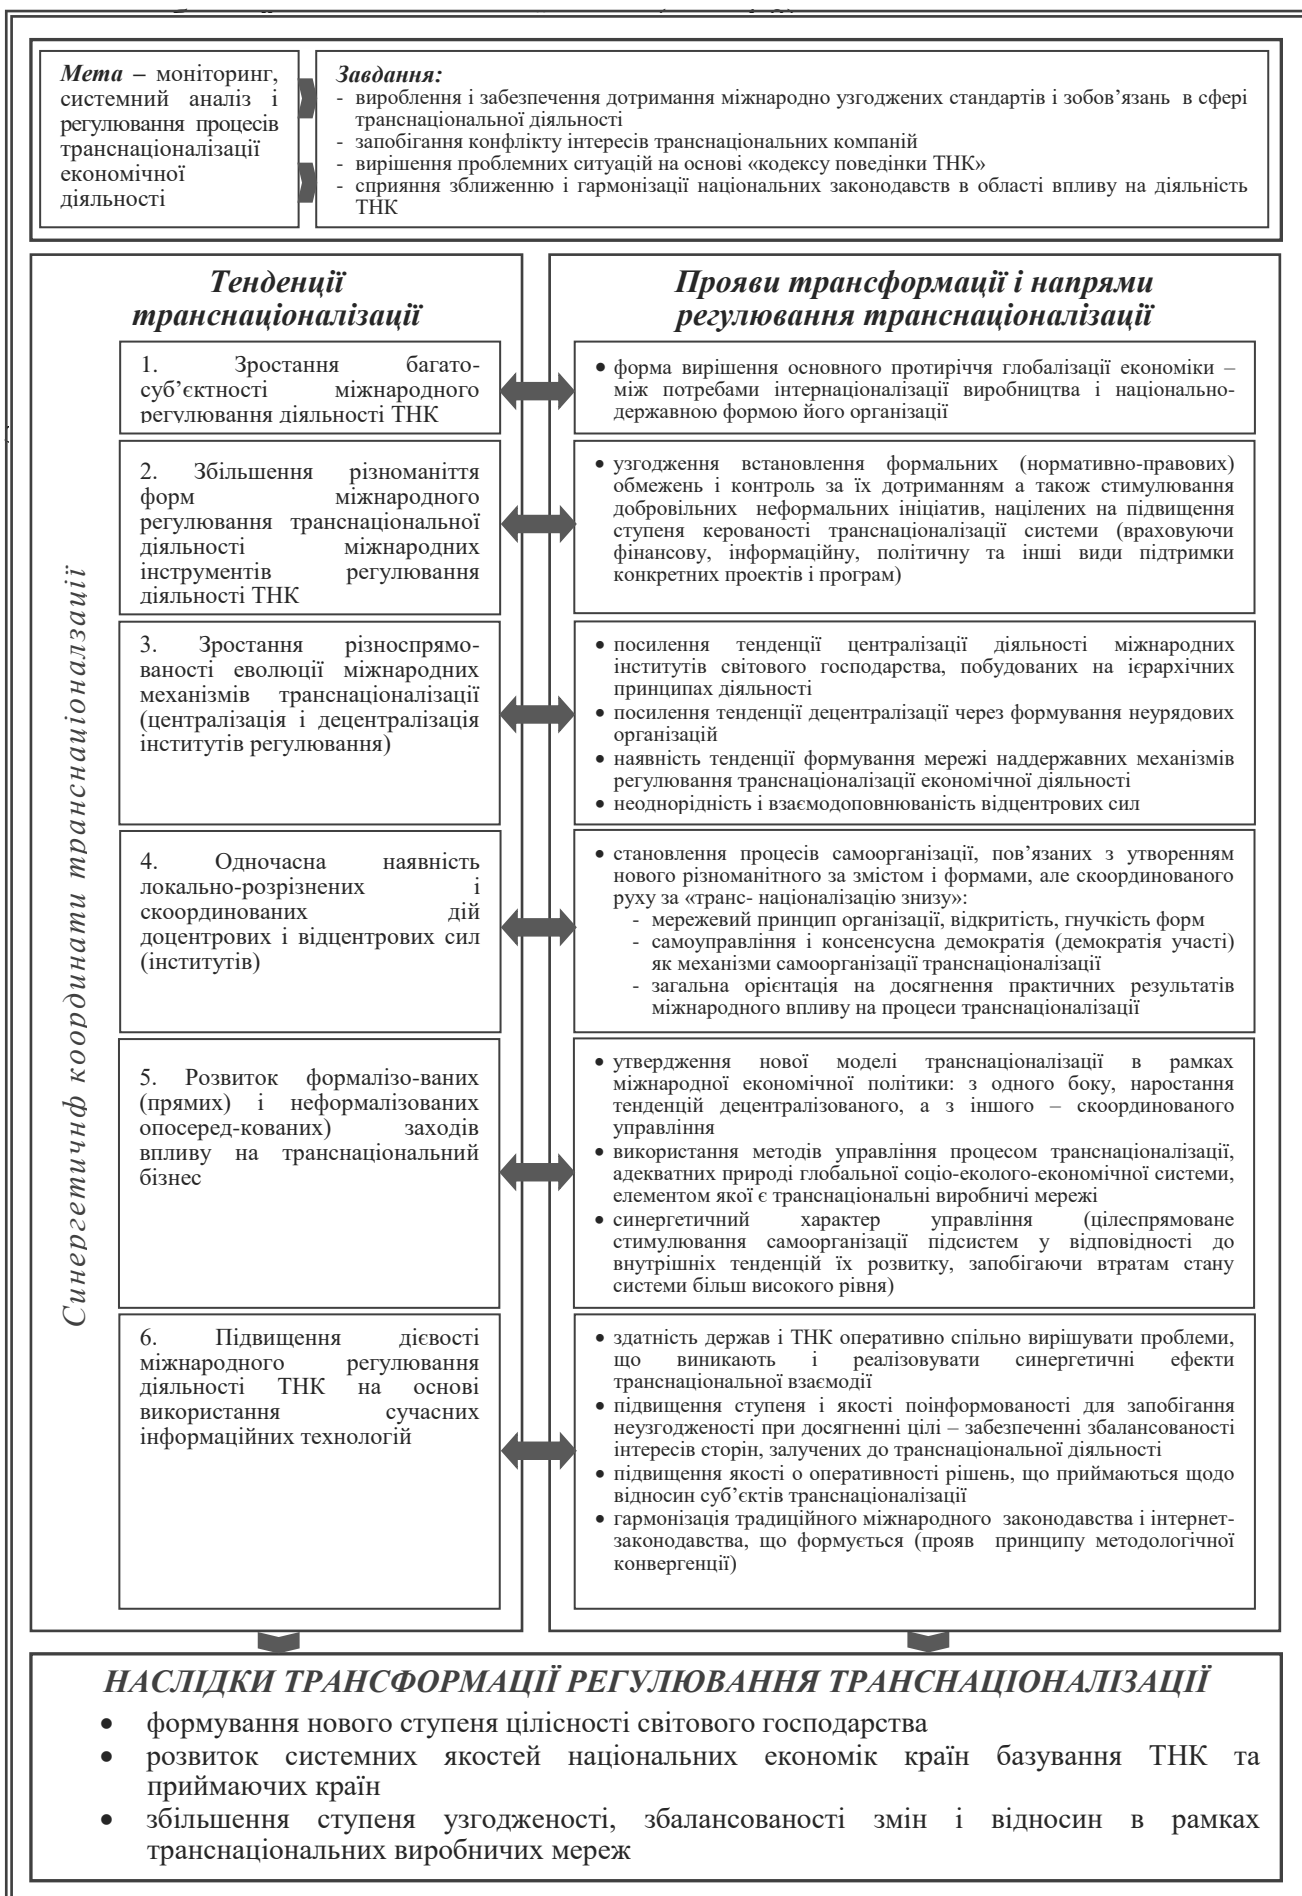 Мета – моніторинг,
системний аналіз і
регулювання процесів
транснаціоналізації
економічної
діяльності
Завдання:
- вироблення і забезпечення дотримання міжнародно узгоджених стандартів і зобов’язань в сфері
транснаціональної діяльності
- запобігання конфлікту інтересів транснаціональних компаній
- вирішення проблемних ситуацій на основі «кодексу поведінки ТНК»
- сприяння зближенню і гармонізації національних законодавств в області впливу на діяльність
ТНК
Синергетичнф координати транснаціоналзації
Тенденції
транснаціоналізації
Прояви трансформації і напрями
регулювання транснаціоналізації
1. Зростання багато-
суб’єктності міжнародного
регулювання діяльності ТНК
• форма вирішення основного протиріччя глобалізації економіки –
між потребами інтернаціоналізації виробництва і національно-
державною формою його організації
2. Збільшення різноманіття
форм міжнародного
регулювання транснаціональної
діяльності міжнародних
інструментів регулювання
діяльності ТНК
• узгодження встановлення формальних (нормативно-правових)
обмежень і контроль за їх дотриманням а також стимулювання
добровільних неформальних ініціатив, націлених на підвищення
ступеня керованості транснаціоналізації системи (враховуючи
фінансову, інформаційну, політичну та інші види підтримки
конкретних проектів і програм)
3. Зростання різноспрямо-
ваності еволюції міжнародних
механізмів транснаціоналізації
(централізація і децентралізація
інститутів регулювання)
• посилення тенденції централізації діяльності міжнародних
інститутів світового господарства, побудованих на ієрархічних
принципах діяльності
• посилення тенденції децентралізації через формування неурядових
організацій
• наявність тенденції формування мережі наддержавних механізмів
регулювання транснаціоналізації економічної діяльності
• неоднорідність і взаємодоповнюваність відцентрових сил
4. Одночасна наявність
локально-розрізнених і
скоординованих дій
доцентрових і відцентрових сил
(інститутів)
• становлення процесів самоорганізації, пов’язаних з утворенням
нового різноманітного за змістом і формами, але скоординованого
руху за «транс- націоналізацію знизу»:
- мережевий принцип організації, відкритість, гнучкість форм
- самоуправління і консенсусна демократія (демократія участі)
як механізми самоорганізації транснаціоналізації
- загальна орієнтація на досягнення практичних результатів
міжнародного впливу на процеси транснаціоналізації
5. Розвиток формалізо-ваних
(прямих) і неформалізованих
опосеред-кованих) заходів
впливу на транснаціональний
бізнес
• утвердження нової моделі транснаціоналізації в рамках
міжнародної економічної політики: з одного боку, наростання
тенденцій децентралізованого, а з іншого – скоординованого
управління
• використання методів управління процесом транснаціоналізації,
адекватних природі глобальної соціо-еколого-економічної системи,
елементом якої є транснаціональні виробничі мережі
• синергетичний характер управління (цілеспрямоване
стимулювання самоорганізації підсистем у відповідності до
внутрішніх тенденцій їх розвитку, запобігаючи втратам стану
системи більш високого рівня)
6. Підвищення дієвості
міжнародного регулювання
діяльності ТНК на основі
використання сучасних
інформаційних технологій
• здатність держав і ТНК оперативно спільно вирішувати проблеми,
що виникають і реалізовувати синергетичні ефекти
транснаціональної взаємодії
• підвищення ступеня і якості поінформованості для запобігання
неузгодженості при досягненні цілі – забезпеченні збалансованості
інтересів сторін, залучених до транснаціональної діяльності
• підвищення якості о оперативності рішень, що приймаються щодо
відносин суб’єктів транснаціоналізації
• гармонізація традиційного міжнародного законодавства і інтернет-
законодавства, що формується (прояв принципу методологічної
конвергенції)
НАСЛІДКИ ТРАНСФОРМАЦІЇ РЕГУЛЮВАННЯ ТРАНСНАЦІОНАЛІЗАЦІЇ
• формування нового ступеня цілісності світового господарства
• розвиток системних якостей національних економік країн базування ТНК та
приймаючих країн
• збільшення ступеня узгодженості, збалансованості змін і відносин в рамках
транснаціональних виробничих мереж